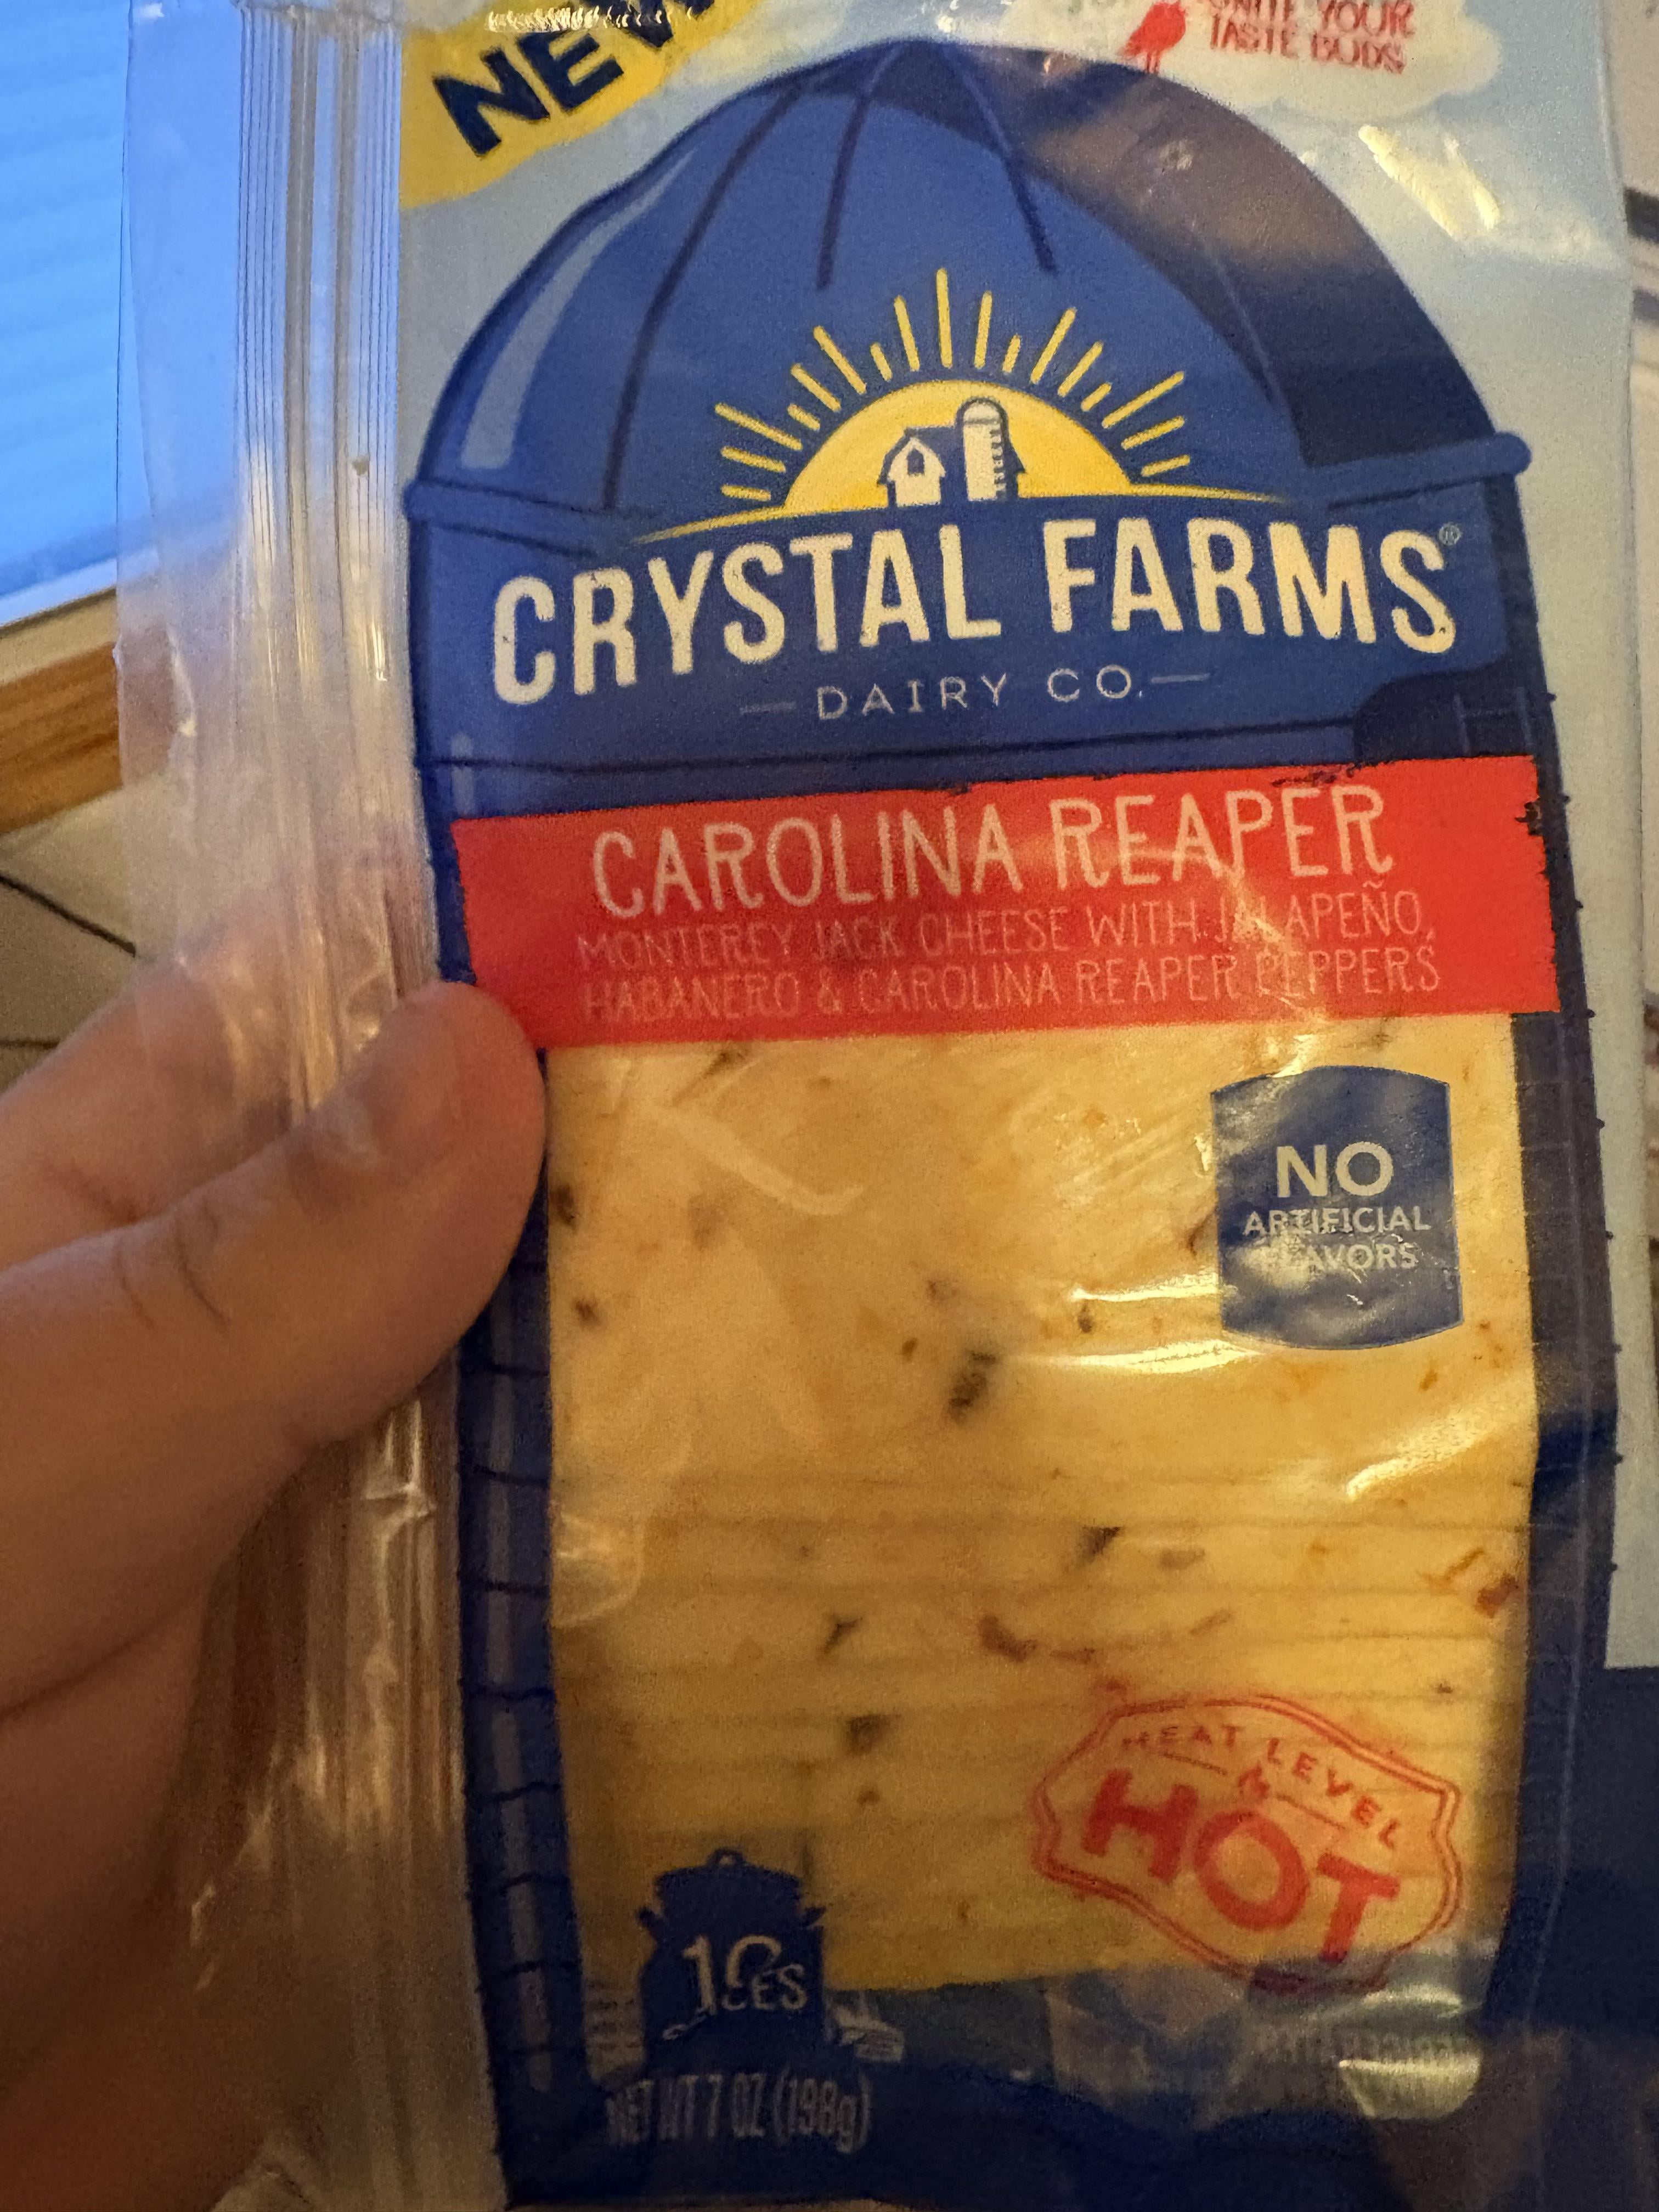 NEW
IGNITE YOUR
TASTE BUDS
CRYSTAL FARMS®
DAIRY CO.
CAROLINA REAPER
MONTEREY JACK CHEESE WITH JALAPEÑO,
HABANERO & CAROLINA REAPER PEPPERS
NO
ARTIFICIAL
FLAVORS
HEAT LEVEL
HOT
NET WT 7 OZ (198g)